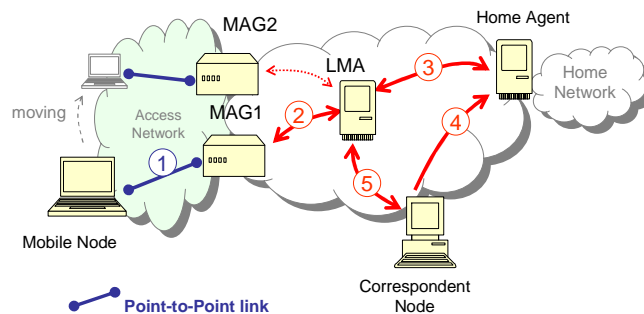 Home Agent
MAG2
LMA
3
Home
Network
moving
MAG1
Access
Network
2
4
1
5
Mobile Node
Correspondent
Node
Point-to-Point link